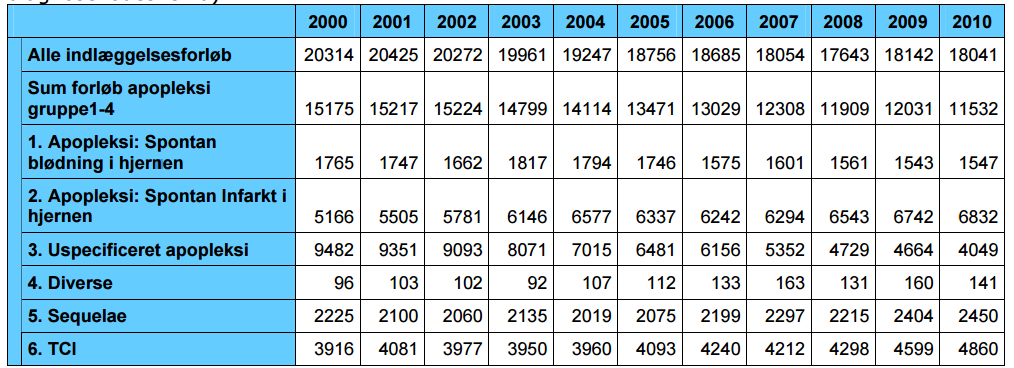 2000 2001 2002 2003 2004 2005 2006 2007 2008 2009 2010
Alle indlæggelsesforløb 20314 20425 20272 19961 19247 18756 18685 18054 17643 18142 18041
Sum forløb apopleksi
gruppe1-4 15175 15217 15224 14799 14114 13471 13029 12308 11909 12031 11532
1. Apopleksi: Spontan
blødning i hjernen 1765 1747 1662 1817 1794 1746 1575 1601 1561 1543 1547
2. Apopleksi: Spontan Infarkt i
hjernen 5166 5505 5781 6146 6577 6337 6242 6294 6543 6742 6832
3. Uspecificeret apopleksi 9482 9351 9093 8071 7015 6481 6156 5352 4729 4664 4049
4. Diverse 96 103 102 92 107 112 133 163 131 160 141
5. Sequelae 2225 2100 2060 2135 2019 2075 2199 2297 2215 2404 2450
6. TCI 3916 4081 3977 3950 3960 4093 4240 4212 4298 4599 4860